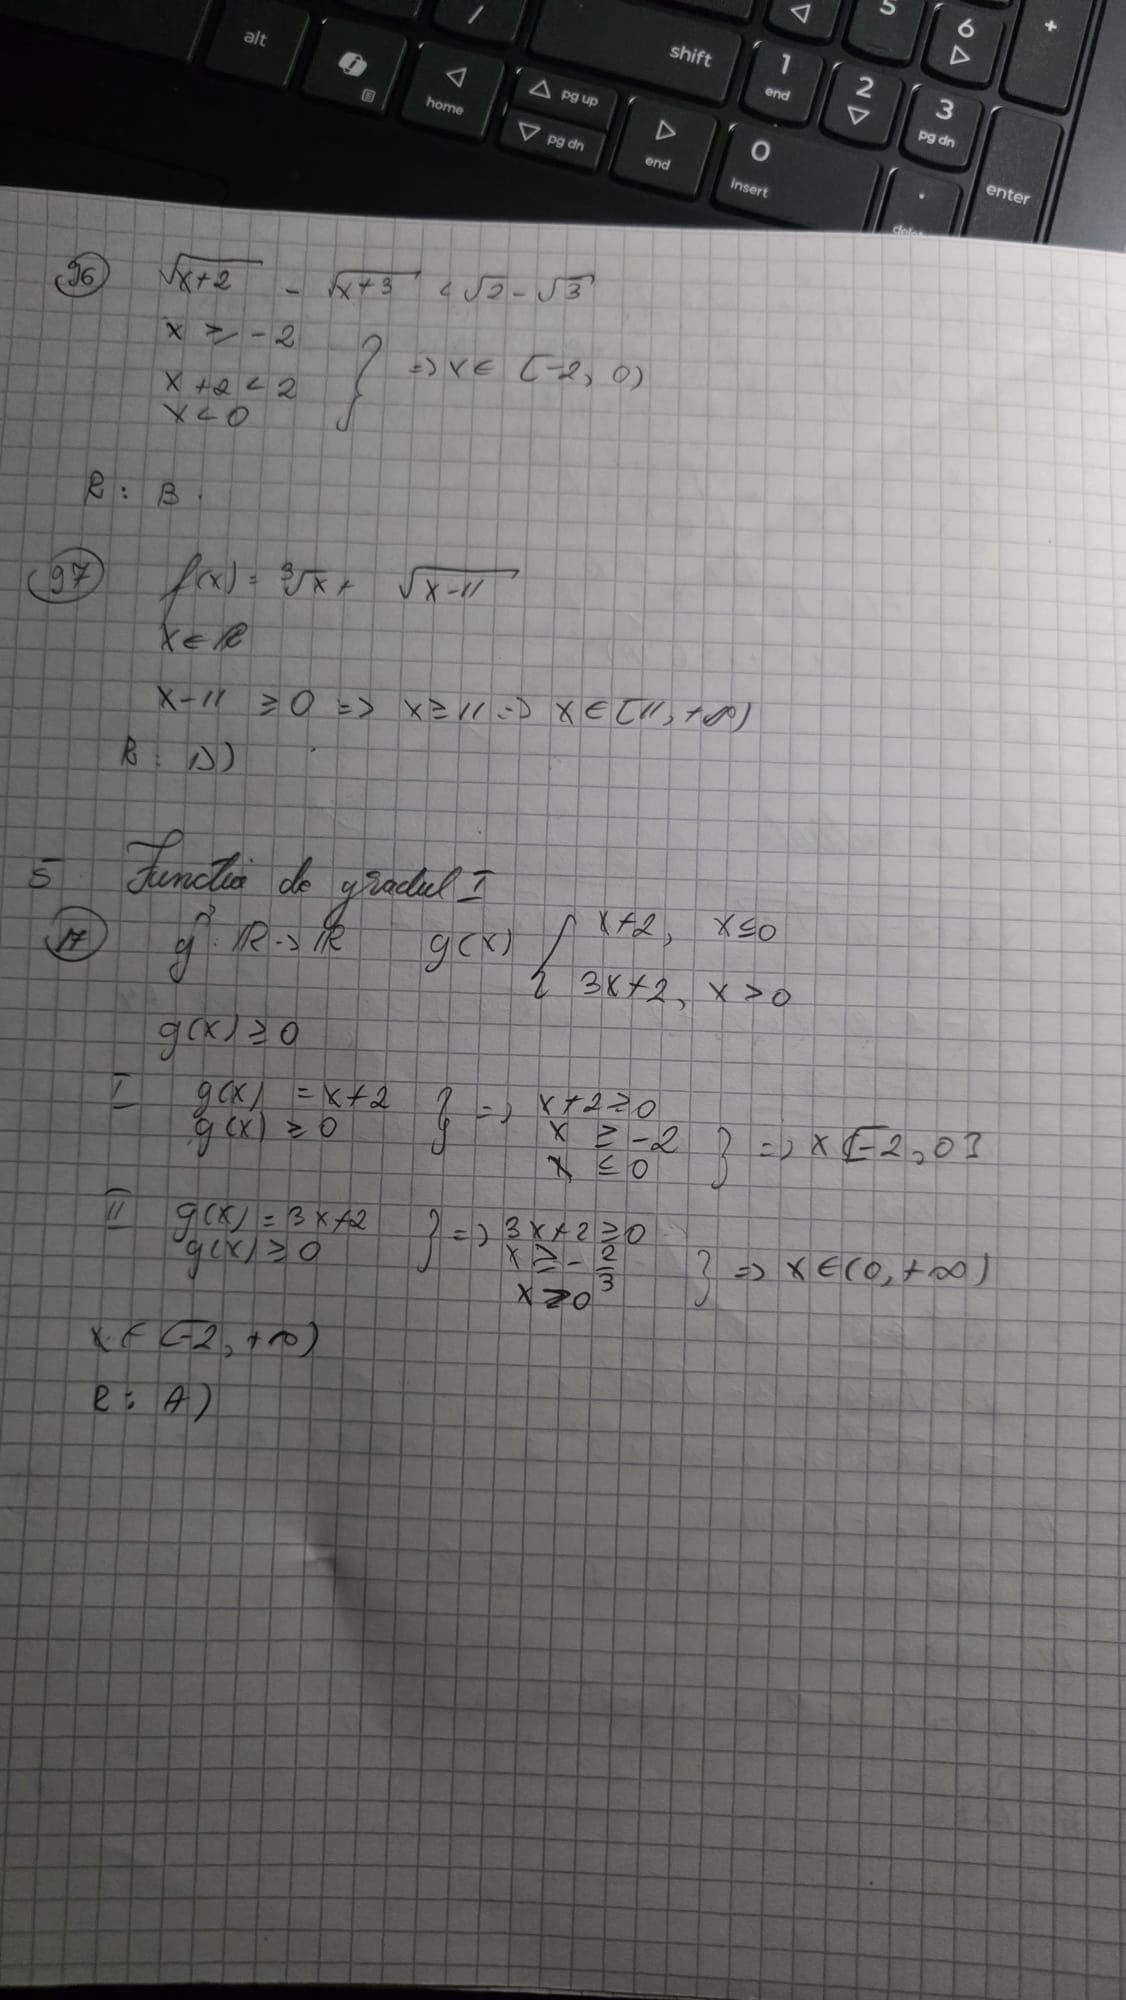 alt
shift
home
pg up
pg dn
end
1
end
2
3
pg dn
5
6
+
0
Insert
.
enter
/
96 √x+2 - √x+3 < √2 - √3
x ≥ -2
x+2 < 2 } => x ∈ [-2, 0)
x < 0
R: B.
97 f(x) = ∛x + √x-11
x ∈ R
x-11 ≥ 0 => x ≥ 11 => x ∈ [11, +∞)
R: D)
5. Functia de gradul I
17 g: R -> R g(x) { x+2, x ≤ 0
3x+2, x > 0
g(x) ≥ 0
I g(x) = x+2 } => x+2 ≥ 0
g(x) ≥ 0 x ≥ -2 } => x [-2, 0]
x ≤ 0
II g(x) = 3x+2 } => 3x+2 ≥ 0
g(x) ≥ 0 x ≥ -2/3 } => x ∈ (0, +∞)
x > 0
x ∈ [-2, +∞)
R: A)